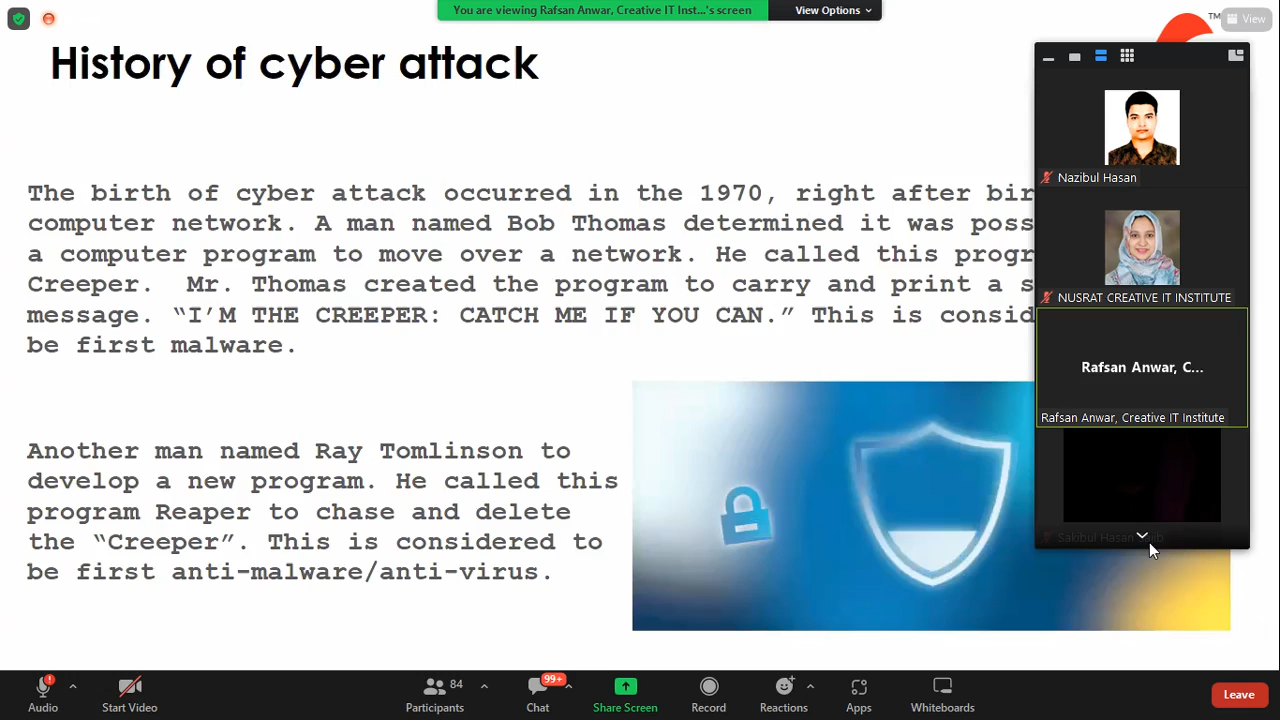 You are viewing Rafsan Anwar, Creative IT Inst...'s screen
View Options
TM
View
History of cyber attack
Nazibul Hasan
The birth of cyber attack occurred in the 1970, right after bir
computer network. A man named Bob Thomas determined it was poss
a computer program to move over a network. He called this progr
Creeper. Mr. Thomas created the program to carry and print a s
message. “I’M THE CREEPER: CATCH ME IF YOU CAN.” This is consid
be first malware.
NUSRAT CREATIVE IT INSTITUTE
Rafsan Anwar, C...
Rafsan Anwar, Creative IT Institute
Another man named Ray Tomlinson to
develop a new program. He called this
program Reaper to chase and delete
the “Creeper”. This is considered to
be first anti-malware/anti-virus.
Sakibul Hasan
Audio
Start Video
84
Participants
99+
Chat
Share Screen
Record
Reactions
Apps
Whiteboards
Leave